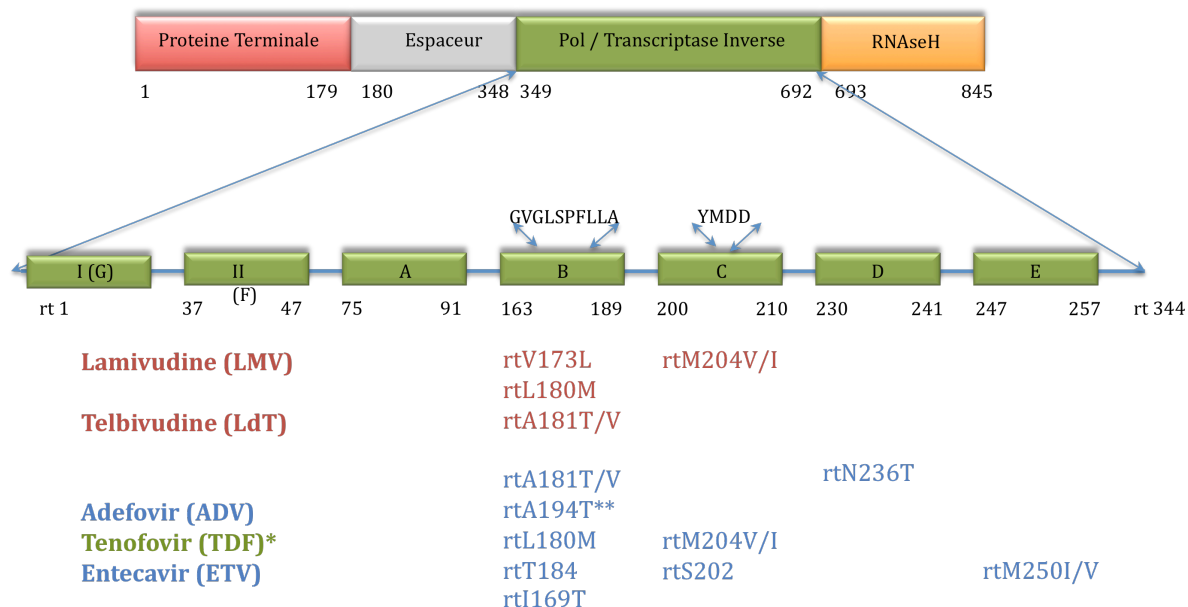 Proteine Terminale Espaceur Pol / Transcriptase Inverse RNAseH
1 179 180 348 349 692 693 845
GVGLSPFLLA YMDD
I (G) II (F) A B C D E
rt 1 37 47 75 91 163 189 200 210 230 241 247 257 rt 344
Lamivudine (LMV) rtV173L rtM204V/I
rtL180M
Telbivudine (LdT) rtA181T/V
rtA181T/V rtN236T
Adefovir (ADV) rtA194T**
Tenofovir (TDF)* rtL180M rtM204V/I
Entecavir (ETV) rtT184 rtS202 rtM250I/V
rtI169T